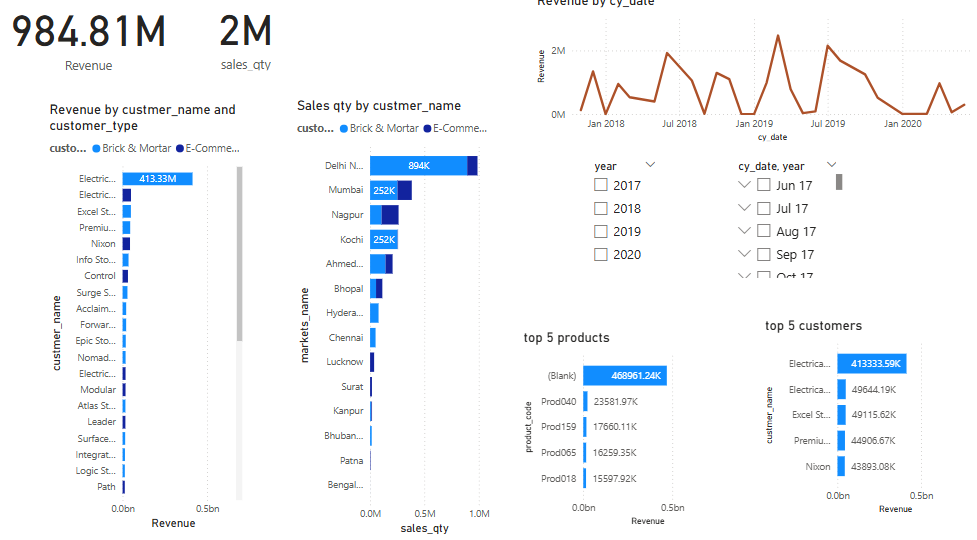 Revenue by cy_date
984.81M
Revenue
2M
sales_qty
Revenue
2M
0M
Jan 2018
Jul 2018
Jan 2019
Jul 2019
Jan 2020
cy_date
Revenue by custmer_name and
customer_type
custo... Brick & Mortar E-Comme...
custmer_name
Electric... 413.33M
Electric...
Excel St...
Premiu...
Nixon
Info Sto...
Control
Surge S...
Acclaim...
Forwar...
Epic Sto...
Nomad...
Electric...
Modular
Atlas St...
Leader
Surface...
Integrat...
Logic St...
Path
0.0bn 0.5bn
Revenue
Sales qty by custmer_name
custo... Brick & Mortar E-Comme...
markets_name
Delhi N... 894K
Mumbai 252K
Nagpur
Kochi 252K
Ahmed...
Bhopal
Hydera...
Chennai
Lucknow
Surat
Kanpur
Bhuban...
Patna
Bengal...
0.0M 0.5M 1.0M
sales_qty
year
2017
2018
2019
2020
cy_date, year
Jun 17
Jul 17
Aug 17
Sep 17
Oct 17
top 5 products
product_code
(Blank) 468961.24K
Prod040 23581.97K
Prod159 17660.11K
Prod065 16259.35K
Prod018 15597.92K
0.0bn 0.5bn
Revenue
top 5 customers
custmer_name
Electrica... 413333.59K
Electrica... 49644.19K
Excel St... 49115.62K
Premiu... 44906.67K
Nixon 43893.08K
0.0bn 0.5bn
Revenue